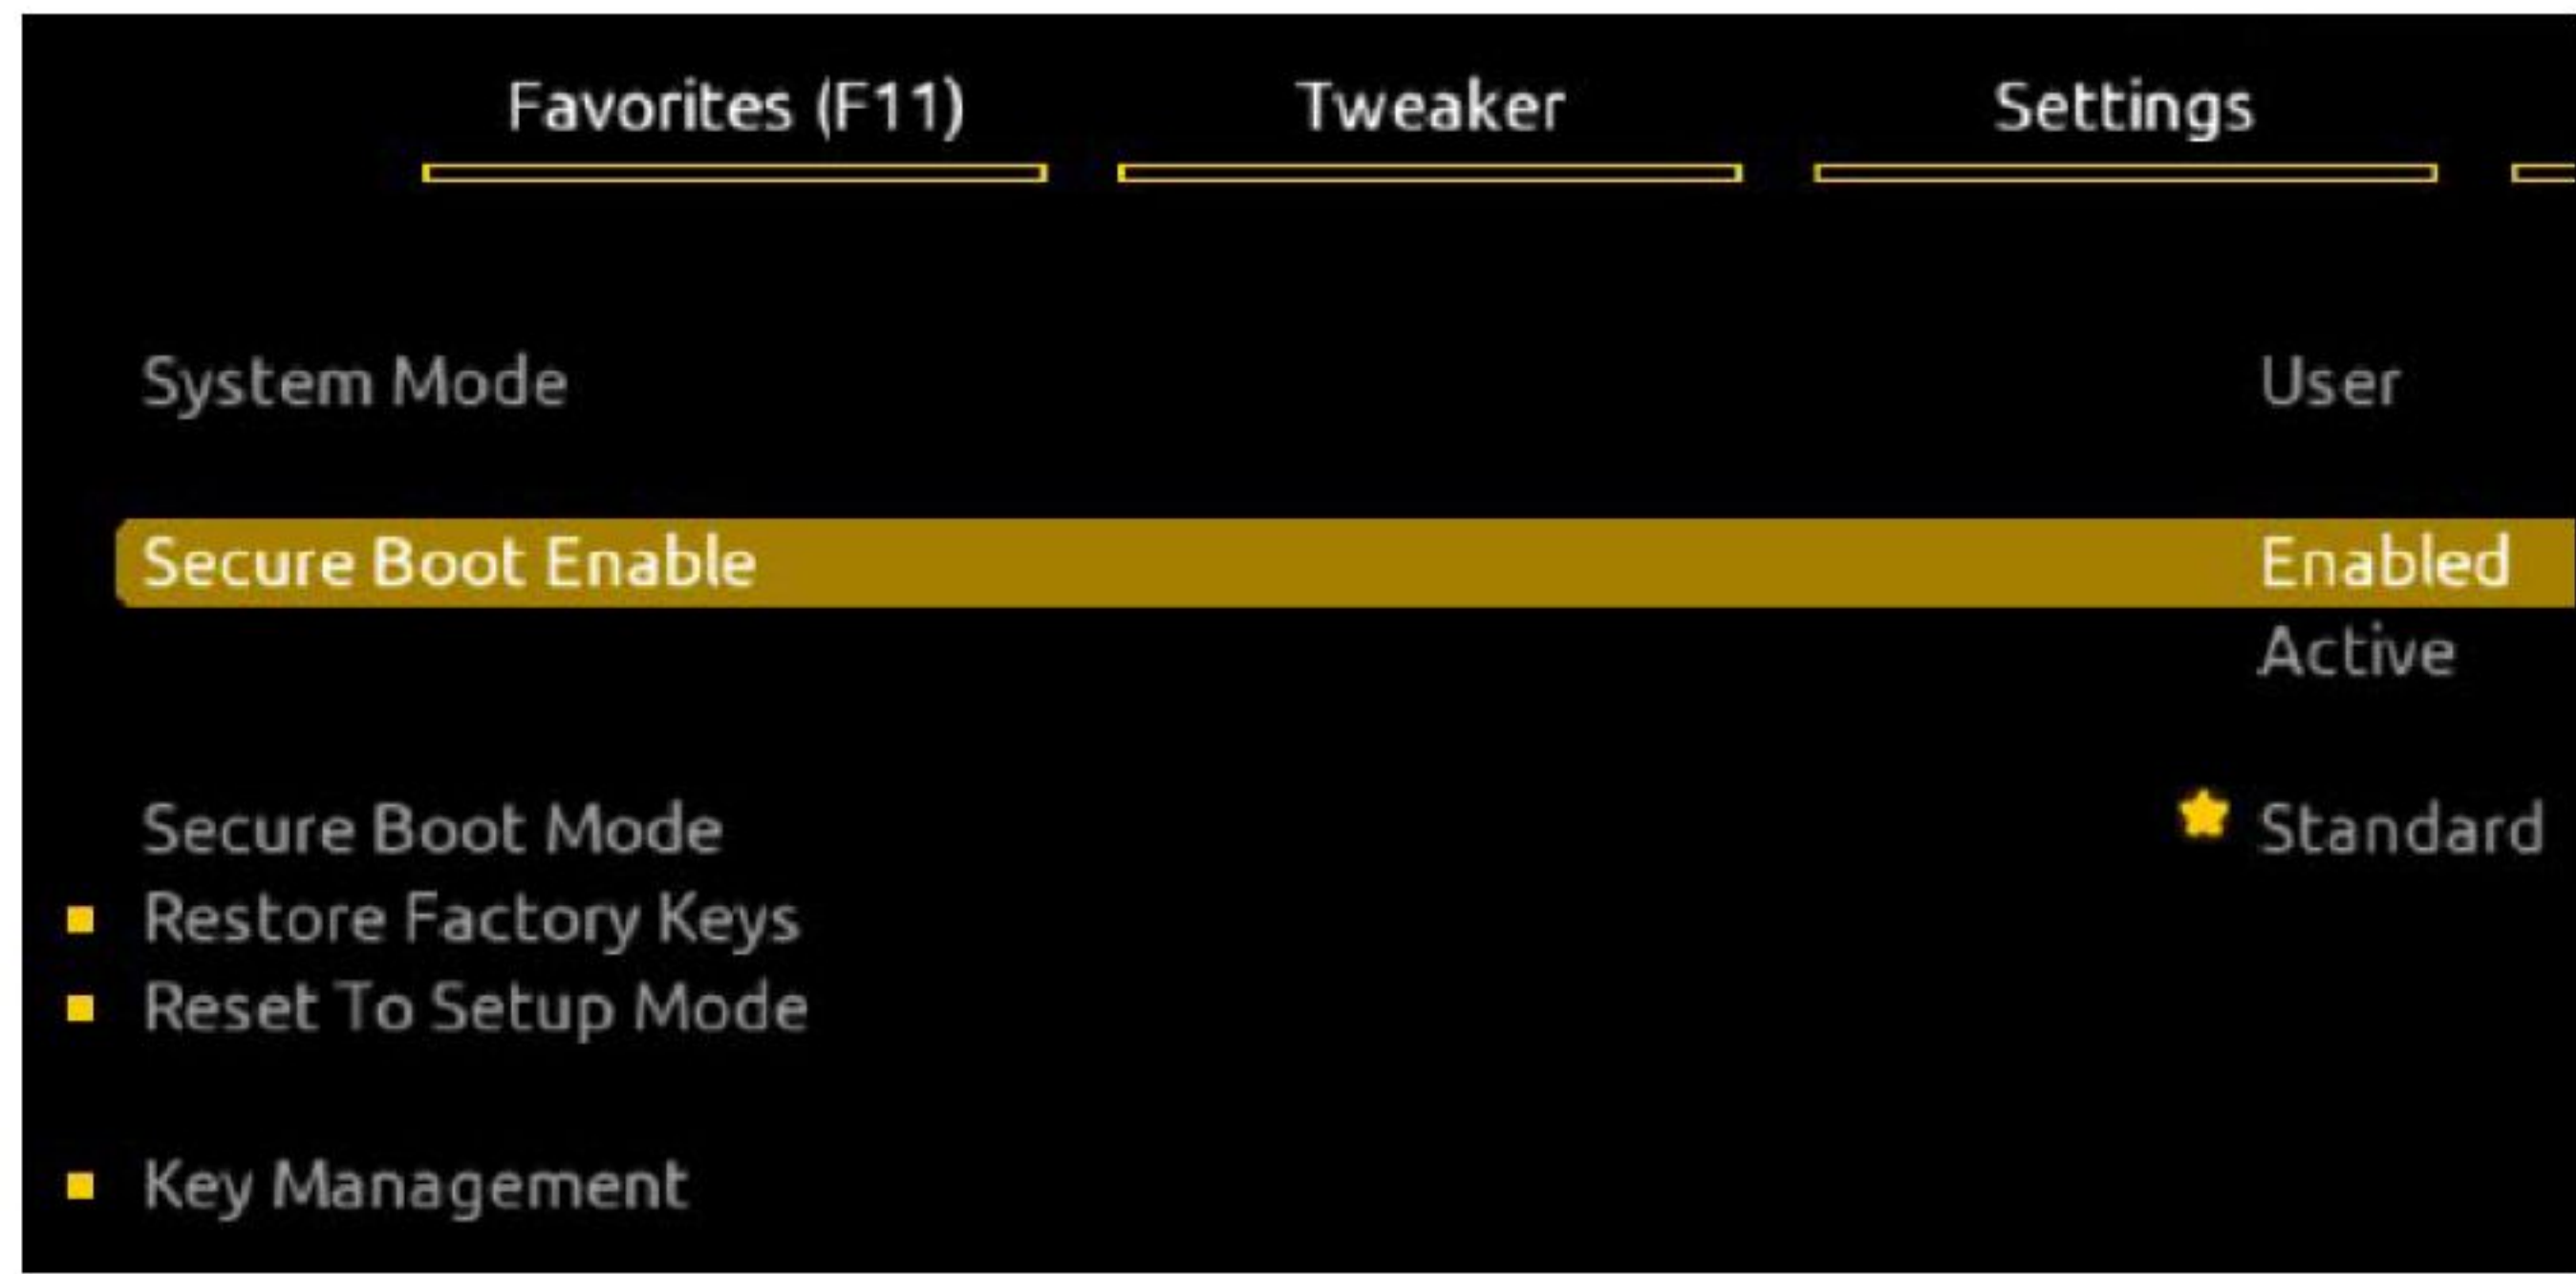 Favorites (F11) Tweaker Settings
System Mode User
Secure Boot Enable Enabled
Active
Secure Boot Mode Standard
Restore Factory Keys
Reset To Setup Mode
Key Management